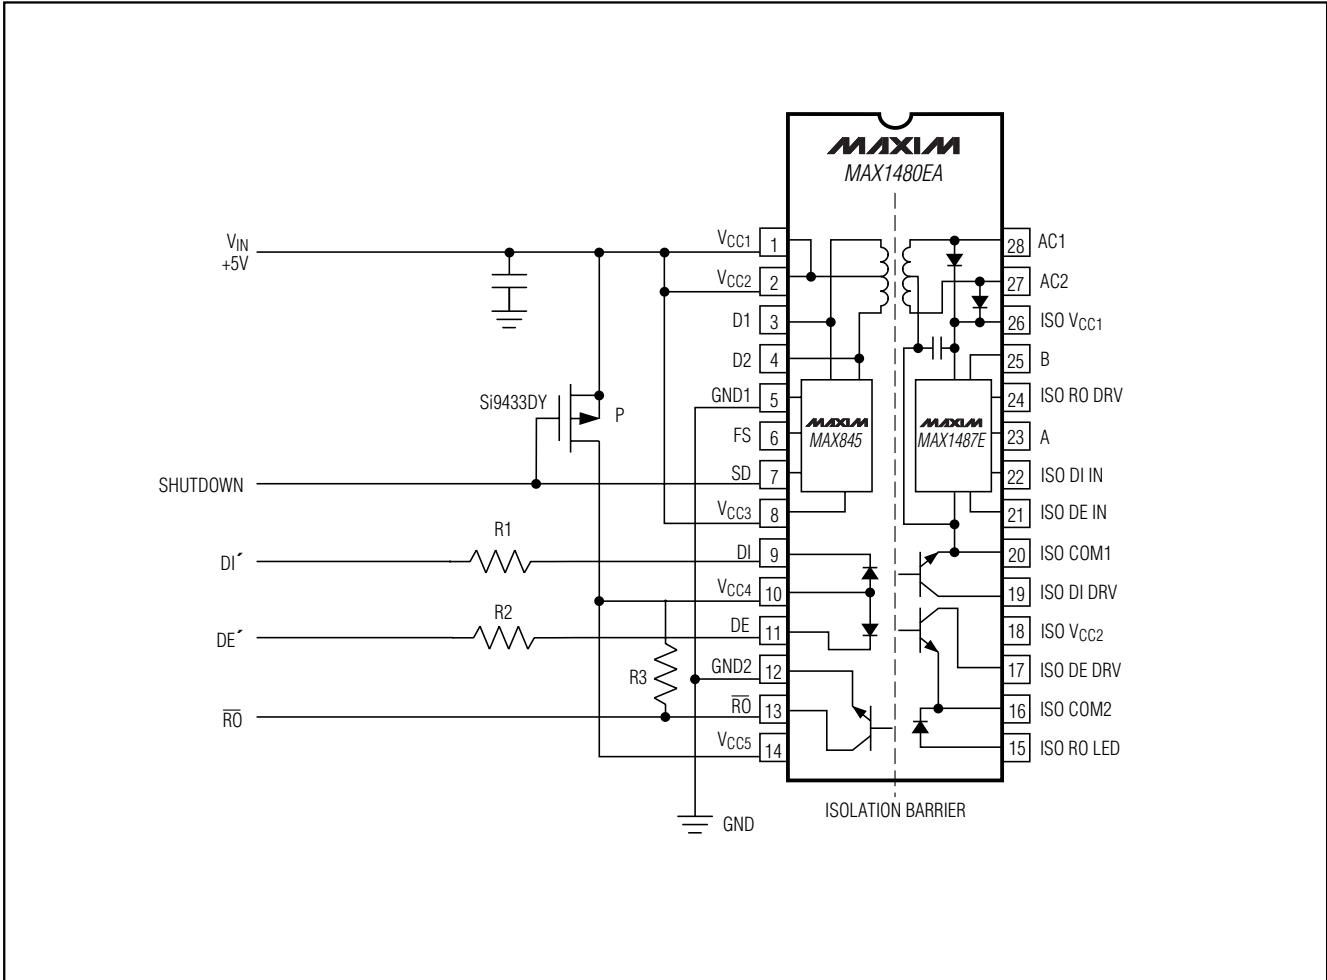 MAXIM
MAX1480EA
VIN
+5V
SHUTDOWN
DI´
DE´
RO
Si9433DY
P
R1
R2
R3
GND
VCC1
1
VCC2
2
D1
3
D2
4
GND1
5
FS
6
SD
7
VCC3
8
DI
9
VCC4
10
DE
11
GND2
12
RO
13
VCC5
14
MAXIM
MAX845
MAXIM
MAX1487E
28
AC1
27
AC2
26
ISO VCC1
25
B
24
ISO RO DRV
23
A
22
ISO DI IN
21
ISO DE IN
20
ISO COM1
19
ISO DI DRV
18
ISO VCC2
17
ISO DE DRV
16
ISO COM2
15
ISO RO LED
ISOLATION BARRIER